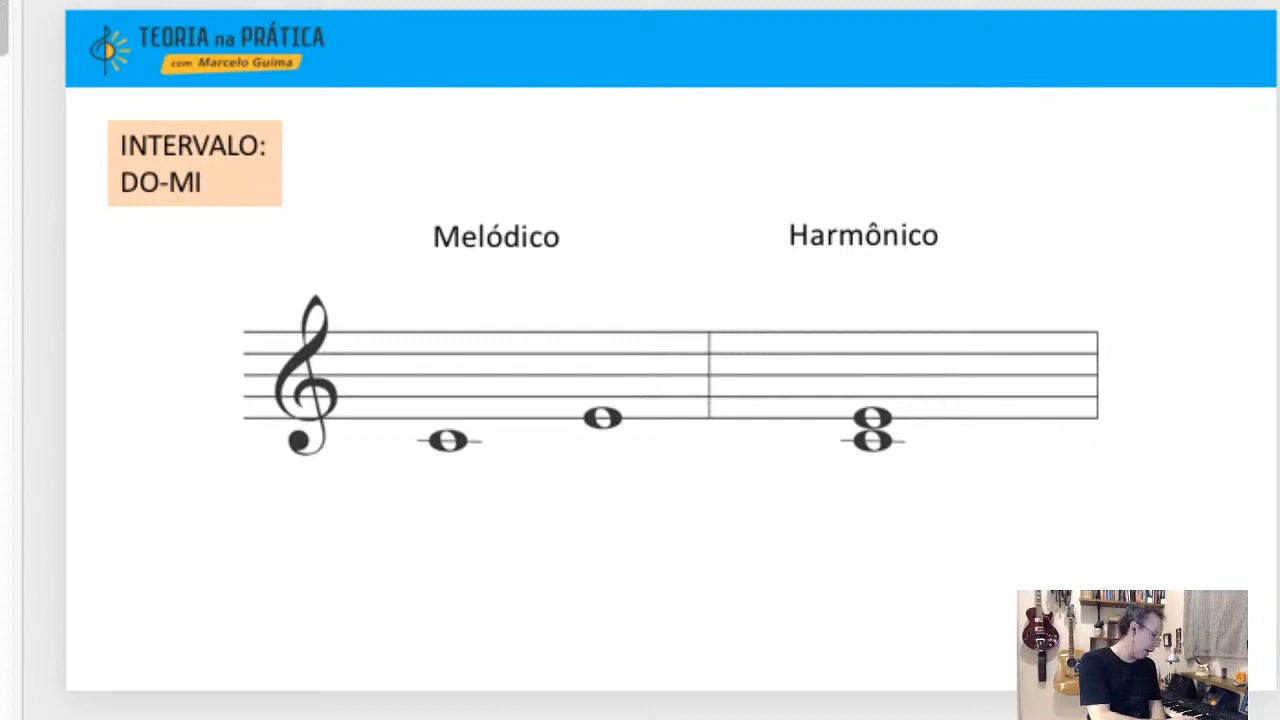 TEORIA na PRÁTICA
com Marcelo Guima
INTERVALO:
DO-MI
Melódico
Harmônico